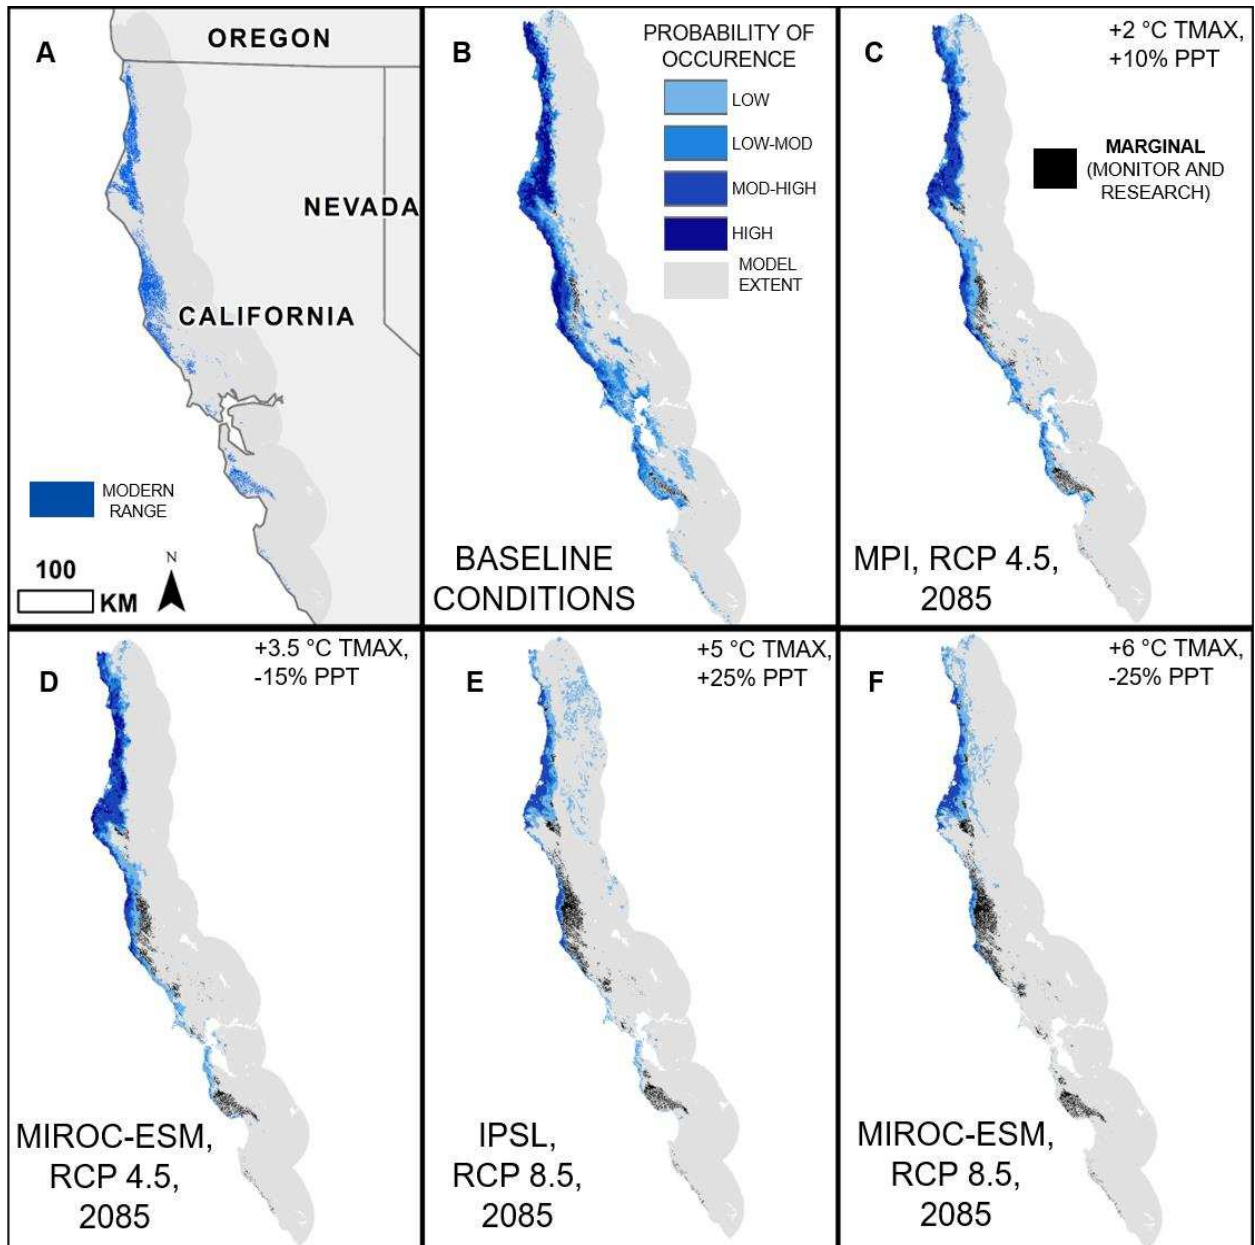 A
OREGON
NEVADA
CALIFORNIA
MODERN
RANGE
100
KM
N
B
PROBABILITY OF
OCCURENCE
LOW
LOW-MOD
MOD-HIGH
HIGH
MODEL
EXTENT
BASELINE
CONDITIONS
C
+2 °C TMAX,
+10% PPT
MARGINAL
(MONITOR AND
RESEARCH)
MPI, RCP 4.5,
2085
D
+3.5 °C TMAX,
-15% PPT
MIROC-ESM,
RCP 4.5,
2085
E
+5 °C TMAX,
+25% PPT
IPSL,
RCP 8.5,
2085
F
+6 °C TMAX,
-25% PPT
MIROC-ESM,
RCP 8.5,
2085